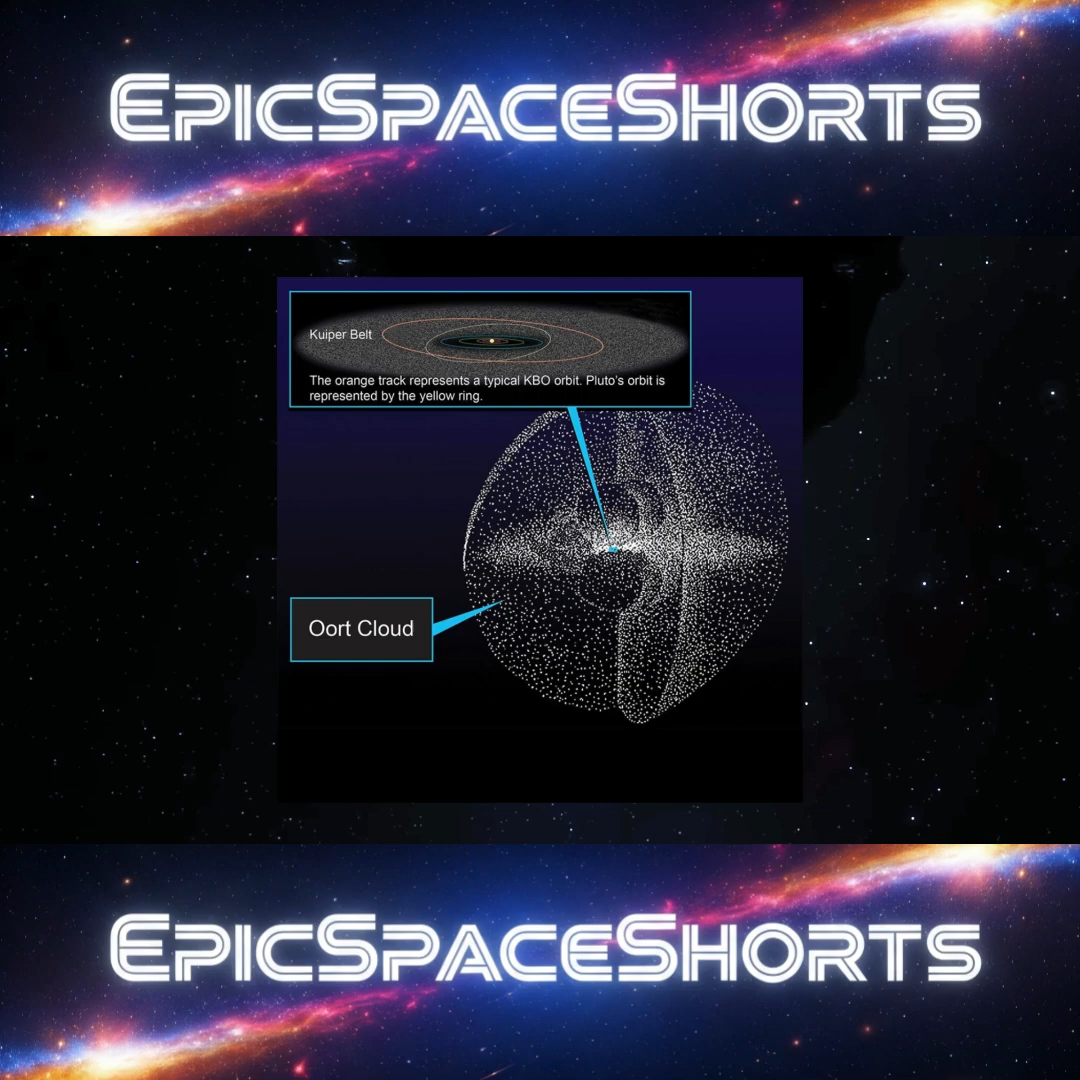 EPICSPACESHORTS
Kuiper Belt
The orange track represents a typical KBO orbit. Pluto's orbit is
represented by the yellow ring.
Oort Cloud
EPICSPACESHORTS